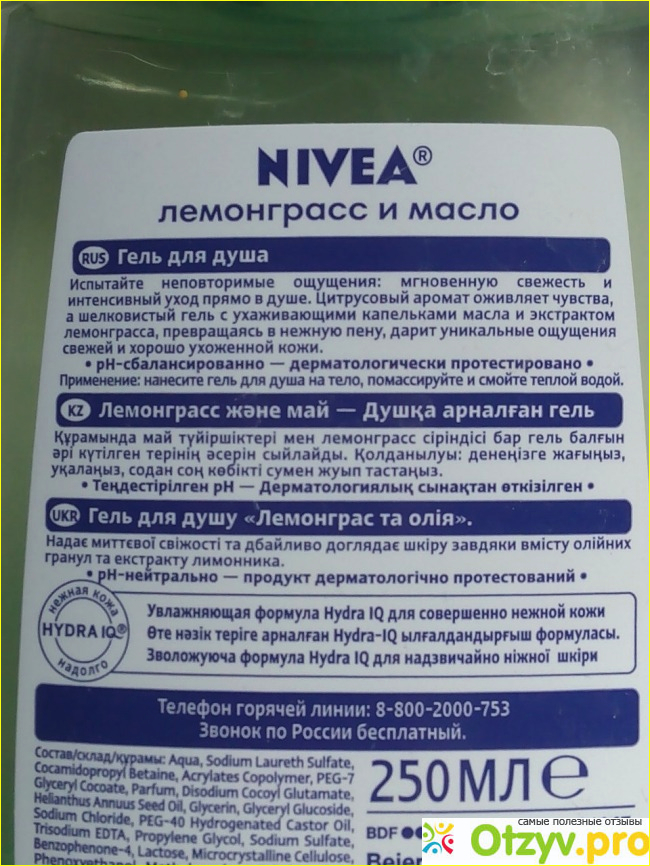 NIVEA®
лемонграсс и масло
RUS Гель для душа
Испытайте неповторимые ощущения: мгновенную свежесть и
интенсивный уход прямо в душе. Цитрусовый аромат оживляет чувства,
а шелковистый гель с ухаживающими капельками масла и экстрактом
лемонграсса, превращаясь в нежную пену, дарит уникальные ощущения
свежей и хорошо ухоженной кожи.
• pH-сбалансированно — дерматологически протестировано •
Применение: нанесите гель для душа на тело, помассируйте и смойте теплой водой.
KZ Лемонграсс және май — Душқа арналған гель
Құрамында май түйіршіктері мен лемонграсс сіріндісі бар гель балғын
әрі күтілген терінің әсерін сыйлайды. Қолданылуы: денеңізге жағыңыз,
уқалаңыз, содан соң көбікті сумен жуып тастаңыз.
• Теңдестірілген pH — Дерматологиялық сынақтан өткізілген •
UKR Гель для душу «Лемонграс та олія».
Надає миттєвої свіжості та дбайливо доглядає шкіру завдяки вмісту олійних
гранул та екстракту лимонника.
• pH-нейтрально — продукт дерматологічно протестований •
нежная кожа
HYDRA IQ®
надолго
Увлажняющая формула Hydra IQ для совершенно нежной кожи
Өте нәзік теріге арналған Hydra-IQ ылғалдандырғыш формуласы.
Зволожуюча формула Hydra IQ для надзвичайно ніжної шкіри
Телефон горячей линии: 8-800-2000-753
Звонок по России бесплатный.
Состав/склад/құрамы: Aqua, Sodium Laureth Sulfate,
Cocamidopropyl Betaine, Acrylates Copolymer, PEG-7
Glyceryl Cocoate, Parfum, Disodium Cocoyl Glutamate,
Helianthus Annuus Seed Oil, Glycerin, Glyceryl Glucoside,
Sodium Chloride, PEG-40 Hydrogenated Castor Oil,
Trisodium EDTA, Propylene Glycol, Sodium Sulfate,
Benzophenone-4, Lactose, Microcrystalline Cellulose,
Phenoxyethanol,
250МЛ℮
BDF ●●
Beier
самые полезные отзывы
Otzyv.pro